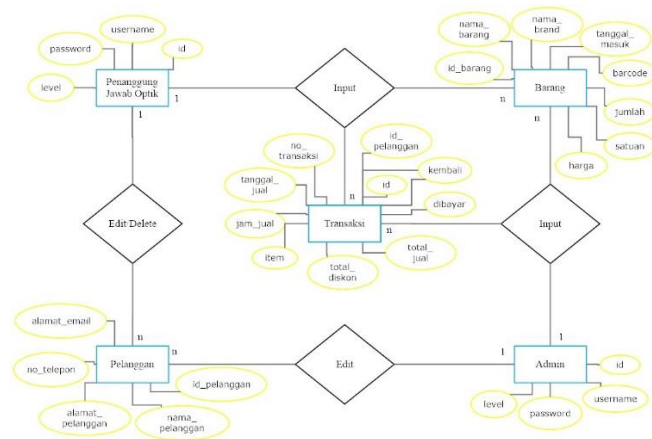 username
password
id
level
Penanggung
Jawab Optik
1
1
Input
n
nama_
barang
nama_
brand
tanggal_
mesuk
id_barang
Barang
barcode
jumlah
satuan
harga
n
no_
transaksi
id_
pelanggan
tanggal_
jual
id
kembali
n
jam_jual
Transaksi
dibayar
n
item
total_
diskon
total_
jual
Edit/Delete
Input
alamat_email
n
no_telepon
Pelanggan
n
id_pelanggan
alamat_
pelanggan
nama_
pelanggan
Edit
1
1
Admin
id
username
level
password